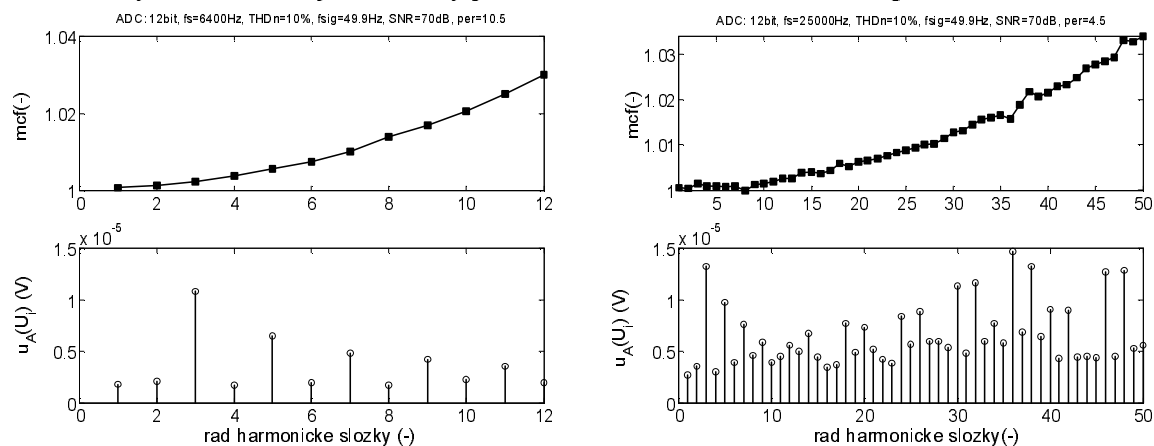 ADC: 12bit, fs=6400Hz, THDn=10%, fsig=49.9Hz, SNR=70dB, per=10.5
1.04
1.02
1
mcf(-)
0 2 4 6 8 10 12
x 10^-5
1.5
1
0.5
0
u_A(U_i) (V)
0 2 4 6 8 10 12
rad harmonicke slozky (-)
ADC: 12bit, fs=25000Hz, THDn=10%, fsig=49.9Hz, SNR=70dB, per=4.5
1.03
1.02
1.01
1
mcf(-)
5 10 15 20 25 30 35 40 45 50
x 10^-5
1.5
1
0.5
0
u_A(U_i) (V)
0 10 20 30 40 50
rad harmonicke slozky(-)